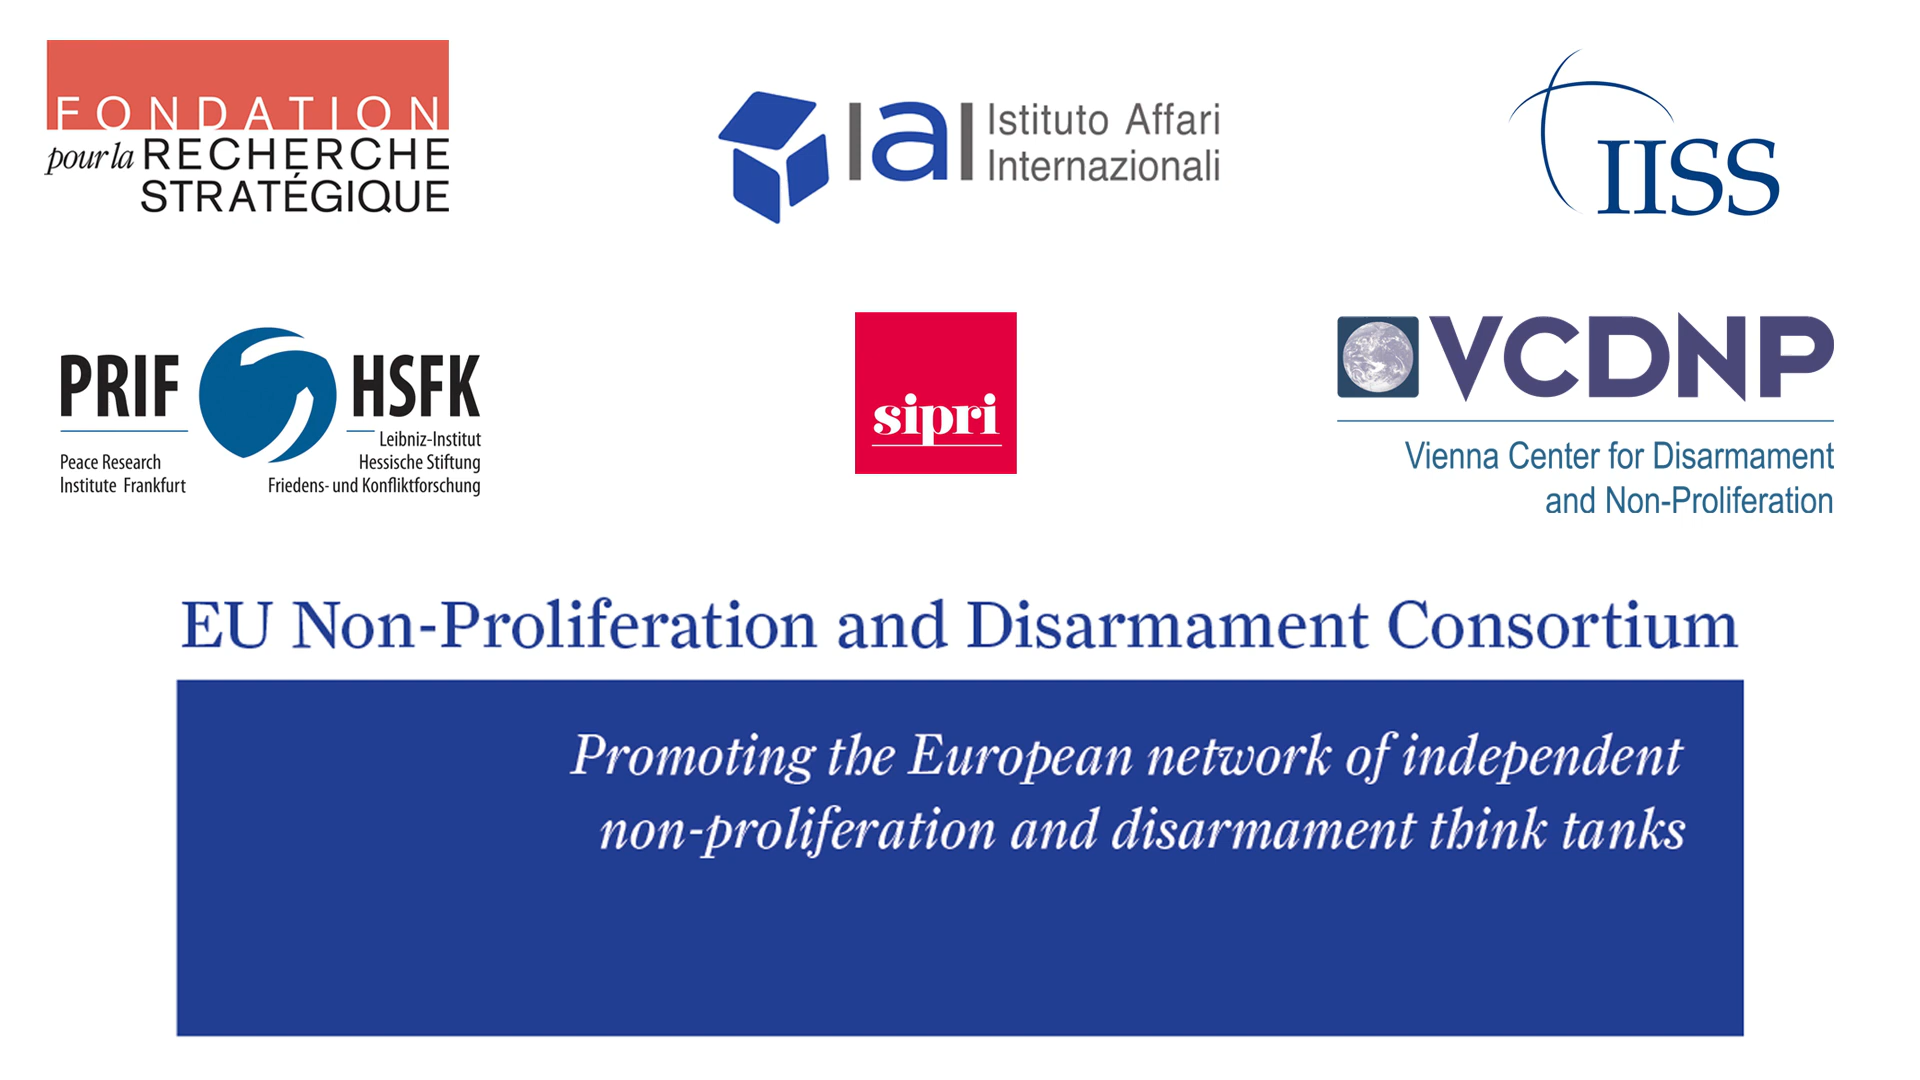 FONDATION
pour la RECHERCHE
STRATÉGIQUE
IAI Istituto Affari
Internazionali
IISS
PRIF HSFK
Leibniz-Institut
Peace Research Hessische Stiftung
Institute Frankfurt Friedens- und Konfliktforschung
sipri
VCDNP
Vienna Center for Disarmament
and Non-Proliferation
EU Non-Proliferation and Disarmament Consortium
Promoting the European network of independent
non-proliferation and disarmament think tanks